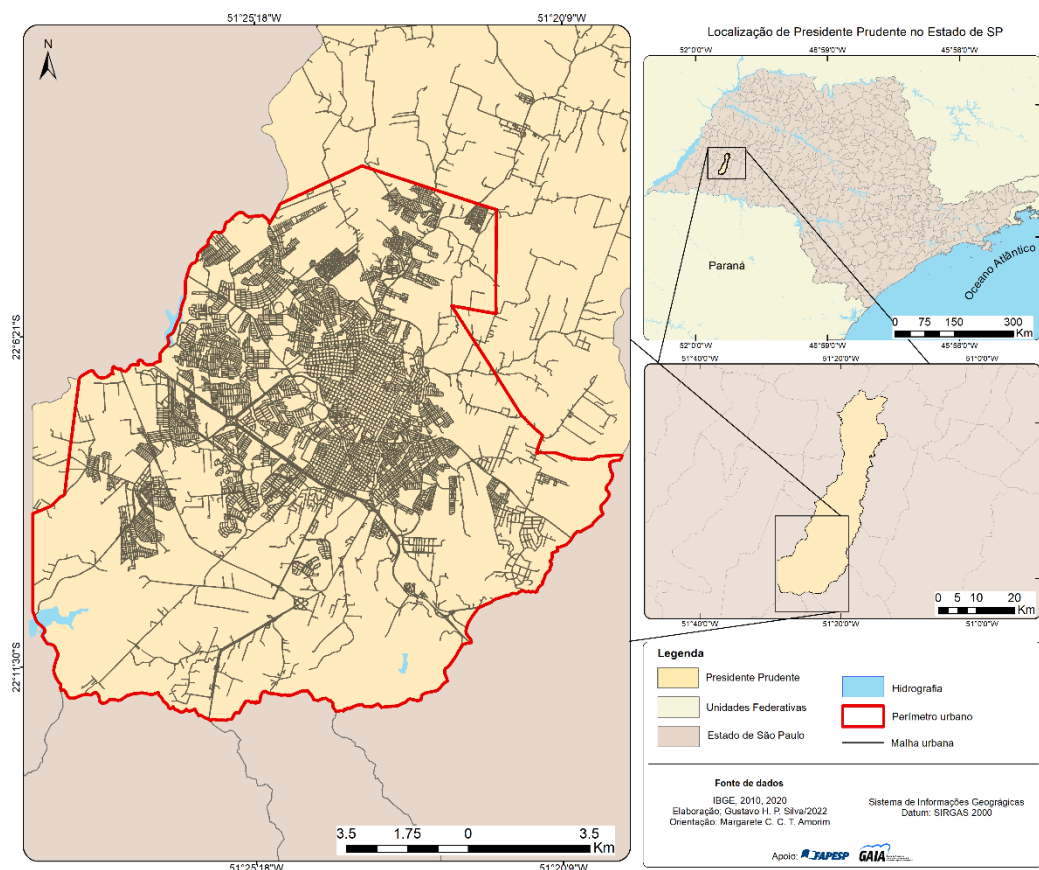 51°25'18"W
51°20'9"W
N
22°6'21"S
22°11'30"S
3.5
1.75
0
3.5
Km
51°25'18"W
51°20'9"W
Localização de Presidente Prudente no Estado de SP
52°0'0"W
48°59'0"W
45°58'0"W
Paraná
Oceano Atlântico
0
75
150
300
Km
52°0'0"W
48°59'0"W
45°58'0"W
51°40'0"W
51°20'0"W
51°0'0"W
0
5
10
20
Km
51°40'0"W
51°20'0"W
51°0'0"W
Legenda
Presidente Prudente
Unidades Federativas
Estado de São Paulo
Hidrografia
Perímetro urbano
Malha urbana
Fonte de dados
IBGE, 2010, 2020
Elaboração; Gustavo H. P. Silva/2022
Orientação: Margarete C. C. T. Amorim
Sistema de Informações Geográgicas
Datum: SIRGAS 2000
Apoio:
FAPESP
GAIA